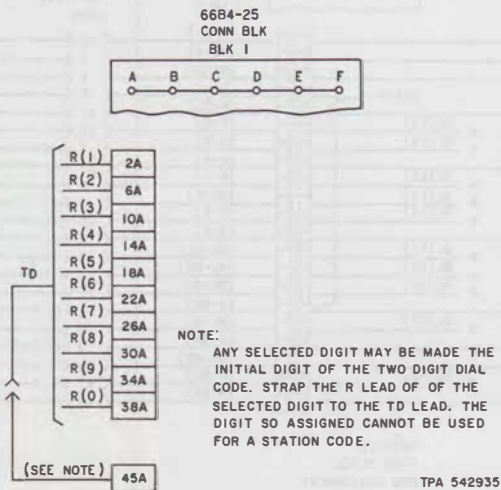 66B4-25
CONN BLK
BLK 1
A B C D E F
R(1) 2A
R(2) 6A
R(3) 10A
R(4) 14A
R(5) 18A
R(6) 22A
R(7) 26A
R(8) 30A
R(9) 34A
R(0) 38A
TD
NOTE:
ANY SELECTED DIGIT MAY BE MADE THE
INITIAL DIGIT OF THE TWO DIGIT DIAL
CODE. STRAP THE R LEAD OF OF THE
SELECTED DIGIT TO THE TD LEAD. THE
DIGIT SO ASSIGNED CANNOT BE USED
FOR A STATION CODE.
(SEE NOTE) 45A
TPA 542935